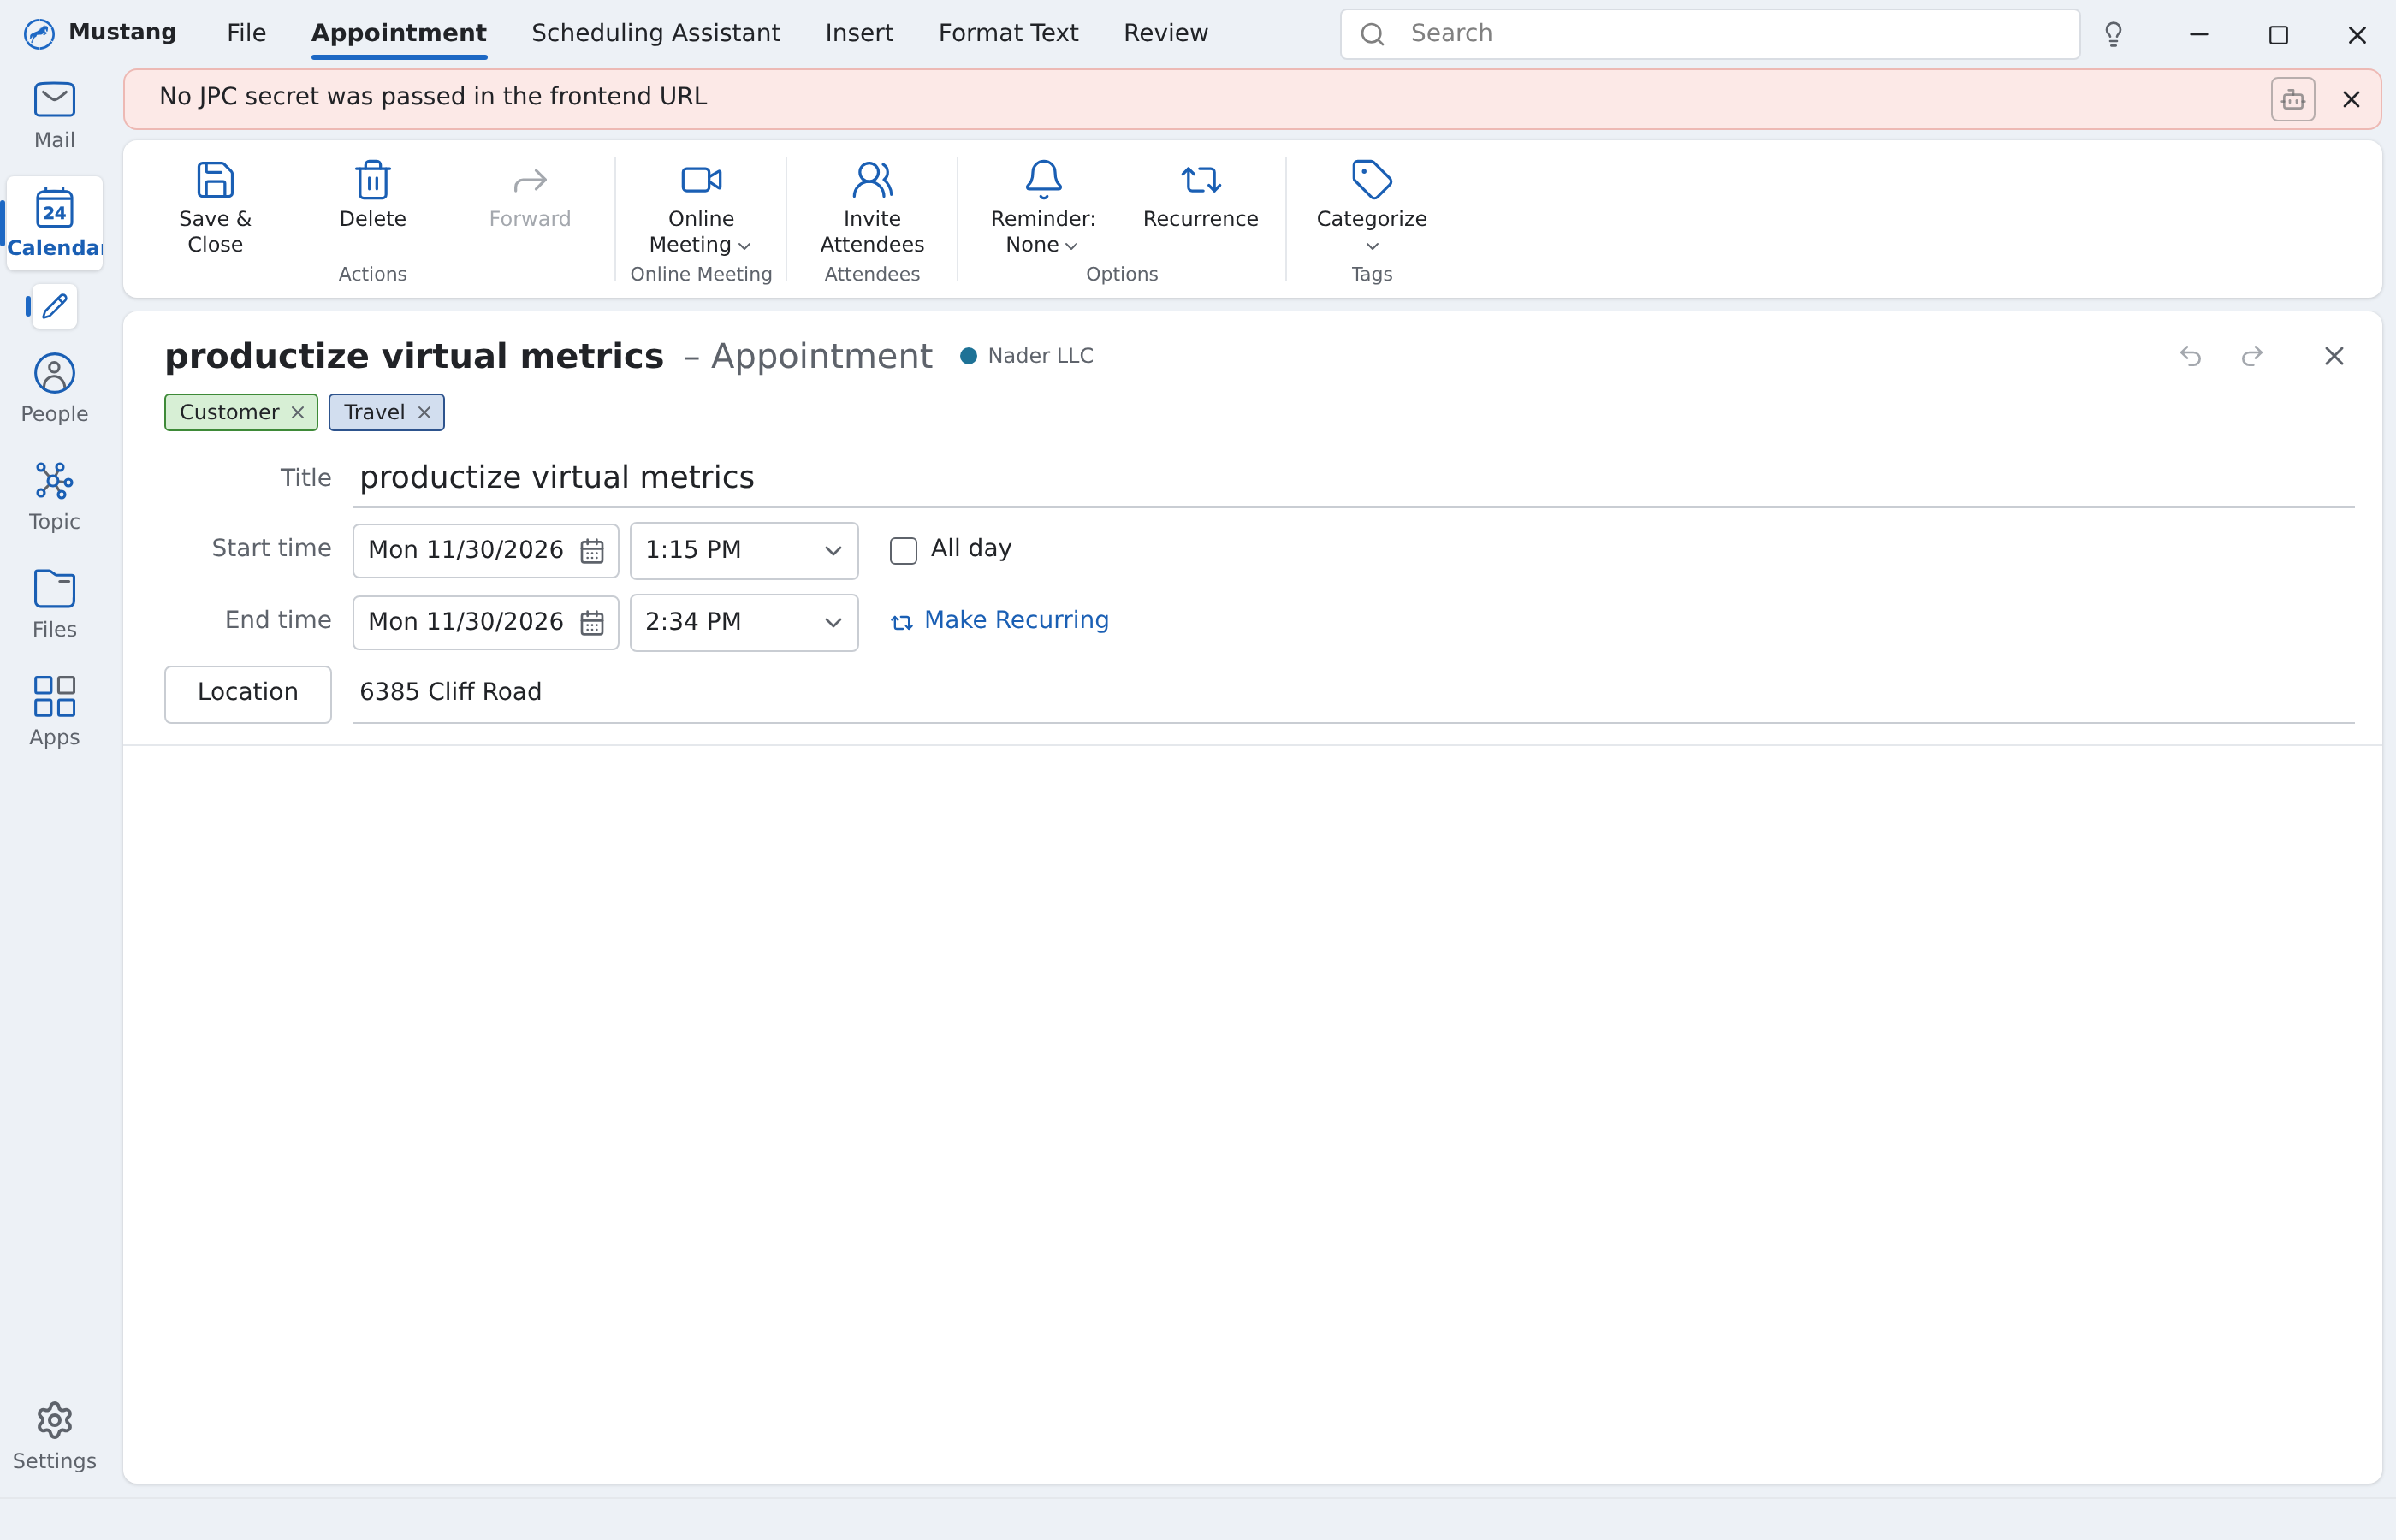 Mustang File Appointment Scheduling Assistant Insert Format Text Review Search
No JPC secret was passed in the frontend URL
Mail
24
Calendar
People
Topic
Files
Apps
Settings
Save & Close
Delete
Forward
Actions
Online Meeting
Online Meeting
Invite Attendees
Attendees
Reminder: None
Recurrence
Options
Categorize
Tags
productize virtual metrics – Appointment Nader LLC
Customer Travel
Title productize virtual metrics
Start time Mon 11/30/2026 1:15 PM All day
End time Mon 11/30/2026 2:34 PM Make Recurring
Location 6385 Cliff Road